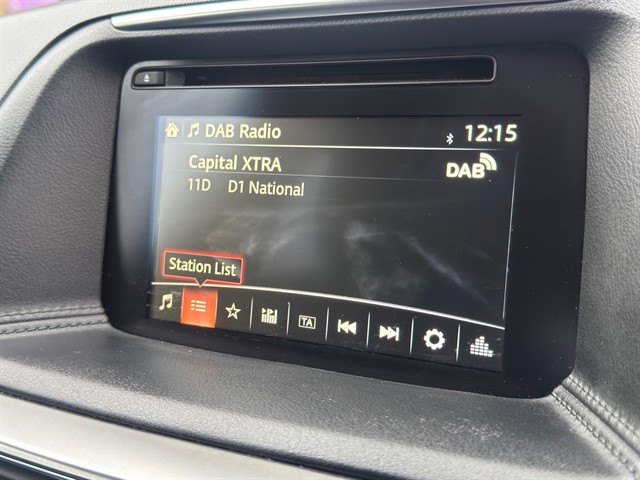 DAB Radio
12:15
Capital XTRA
DAB
11D D1 National
Station List
TA